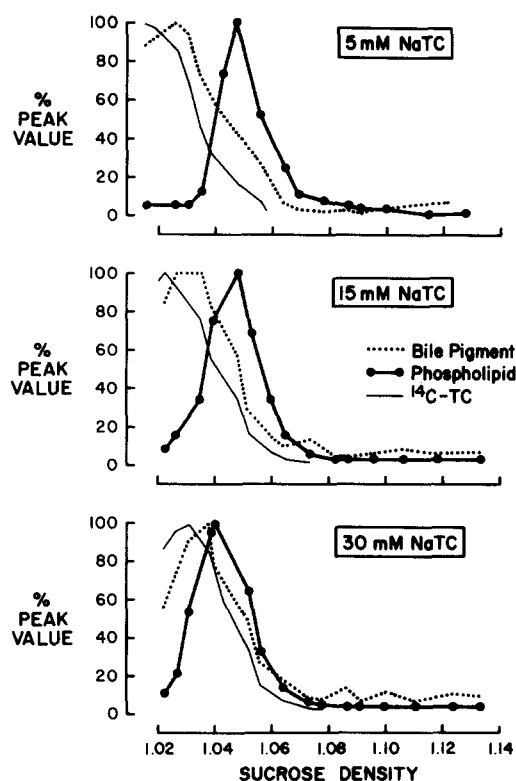 100
80
60
40
20
0
% PEAK VALUE
5 mM NaTC
100
80
60
40
20
0
% PEAK VALUE
15 mM NaTC
Bile Pigment
Phospholipid
¹⁴C-TC
100
80
60
40
20
0
% PEAK VALUE
30 mM NaTC
1.02 1.04 1.06 1.08 1.10 1.12 1.14
SUCROSE DENSITY